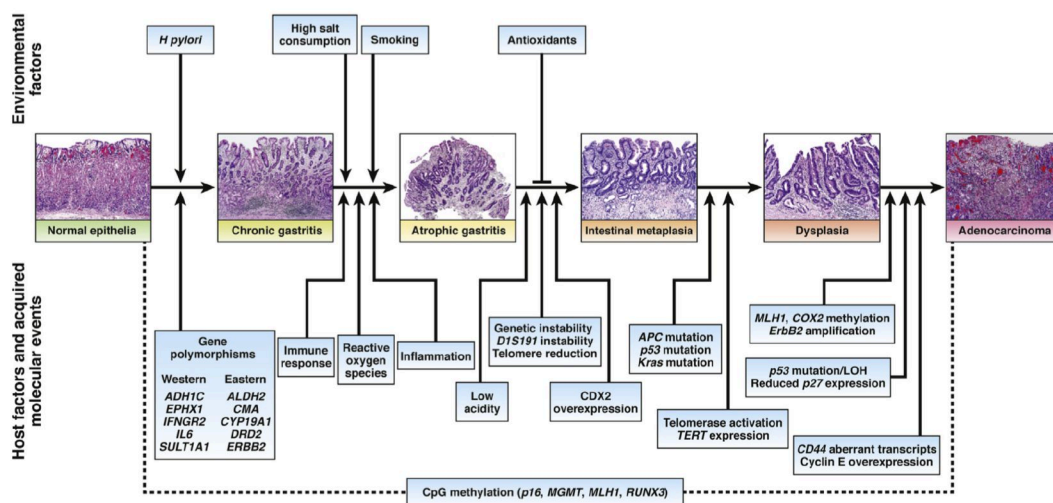 Environmental
factors
H pylori
High salt
consumption
Smoking
Antioxidants
Normal epithelia
Chronic gastritis
Atrophic gastritis
Intestinal metaplasia
Dysplasia
Adenocarcinoma
Host factors and acquired
molecular events
Gene
polymorphisms
Western Eastern
ADH1C ALDH2
EPHX1 CMA
IFNGR2 CYP19A1
IL6 DRD2
SULT1A1 ERBB2
Immune
response
Reactive
oxygen
species
Inflammation
Low
acidity
Genetic instability
D1S191 instability
Telomere reduction
CDX2
overexpression
APC mutation
p53 mutation
Kras mutation
Telomerase activation
TERT expression
MLH1, COX2 methylation
ErbB2 amplification
p53 mutation/LOH
Reduced p27 expression
CD44 aberrant transcripts
Cyclin E overexpression
CpG methylation (p16, MGMT, MLH1, RUNX3)